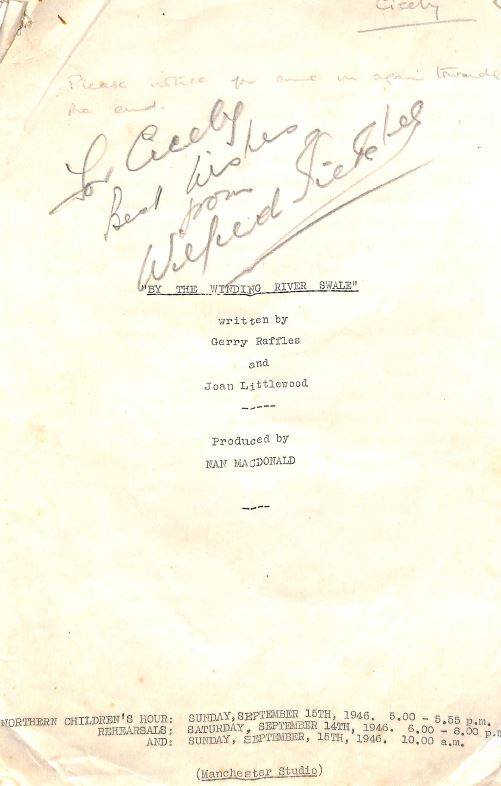 Cicely
Please notice you come in again towards
the end.
For Cicely
Best Wishes
from
Wilfred Pickles
"BY THE WINDING RIVER SWALE"
written by
Gerry Raffles
and
Joan Littlewood
-----
Produced by
NAN MACDONALD
----
NORTHERN CHILDREN'S HOUR: SUNDAY, SEPTEMBER 15TH, 1946. 5.00 - 5.55 p.m.
REHEARSALS: SATURDAY, SEPTEMBER 14TH, 1946. 6.00 - 8.00 p.m
AND: SUNDAY, SEPTEMBER, 15TH, 1946. 10.00 a.m.
(Manchester Studio)